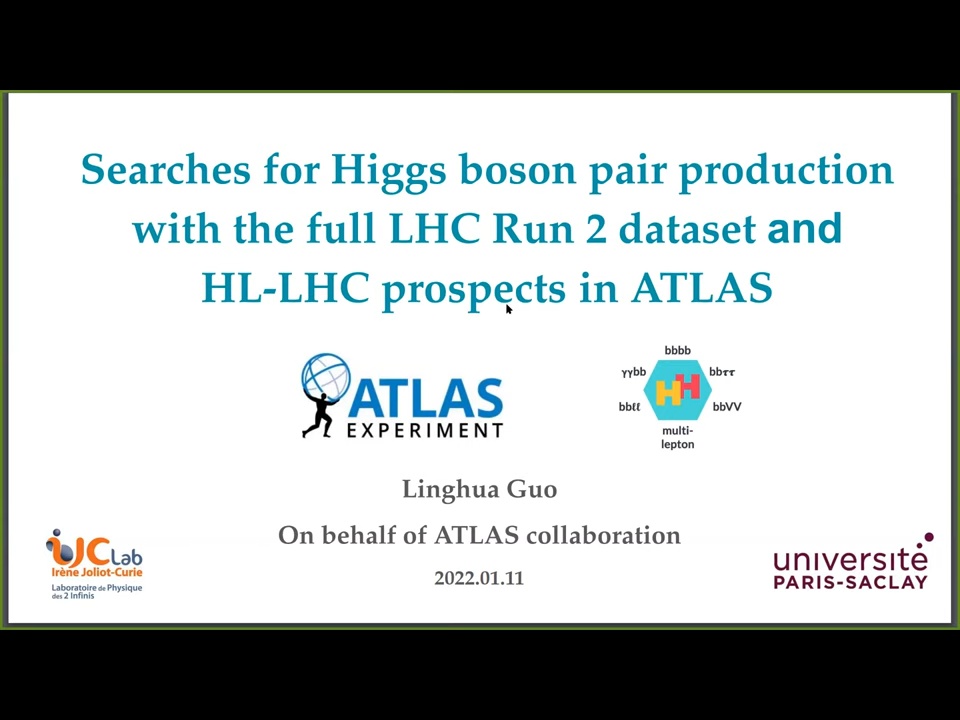 Searches for Higgs boson pair production
with the full LHC Run 2 dataset and
HL-LHC prospects in ATLAS
ATLAS
EXPERIMENT
bbbb
γγbb
bbττ
HH
bbℓℓ
bbVV
multi-
lepton
Linghua Guo
On behalf of ATLAS collaboration
2022.01.11
IJCLab
Irène Joliot-Curie
Laboratoire de Physique
des 2 Infinis
université
PARIS-SACLAY